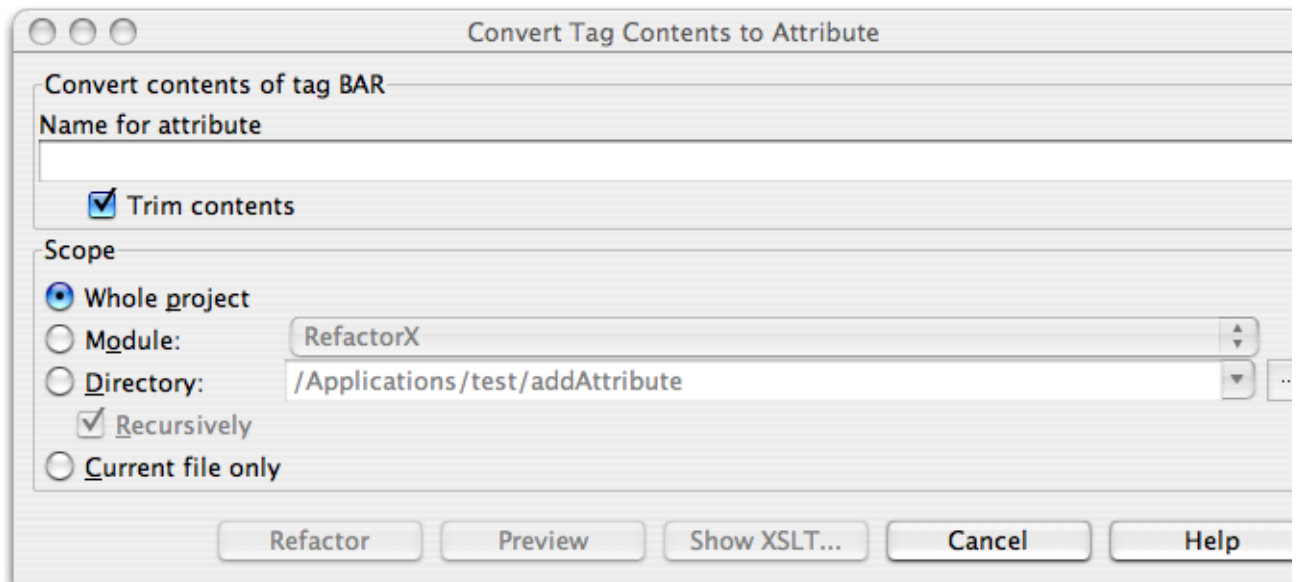 Convert Tag Contents to Attribute
Convert contents of tag BAR
Name for attribute
Trim contents
Scope
Whole project
Module: RefactorX
Directory: /Applications/test/addAttribute ...
Recursively
Current file only
Refactor Preview Show XSLT... Cancel Help